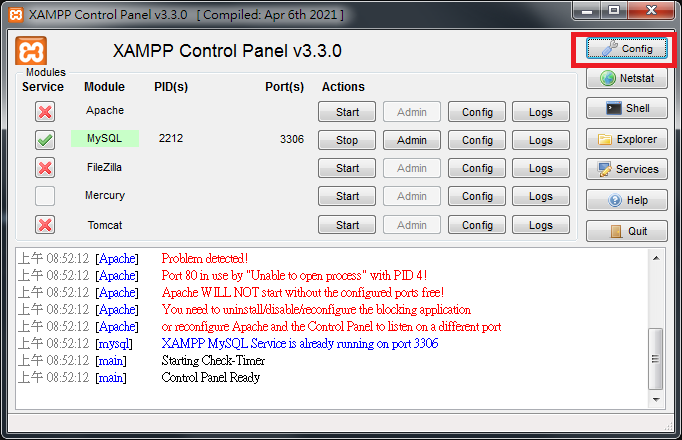 XAMPP Control Panel v3.3.0 [ Compiled: Apr 6th 2021 ]
XAMPP Control Panel v3.3.0
Config
Modules
Service Module PID(s) Port(s) Actions
Netstat
Apache Start Admin Config Logs
Shell
MySQL 2212 3306 Stop Admin Config Logs
Explorer
FileZilla Start Admin Config Logs
Services
Mercury Start Admin Config Logs
Help
Tomcat Start Admin Config Logs
Quit
上午 08:52:12 [Apache] Problem detected!
上午 08:52:12 [Apache] Port 80 in use by "Unable to open process" with PID 4!
上午 08:52:12 [Apache] Apache WILL NOT start without the configured ports free!
上午 08:52:12 [Apache] You need to uninstall/disable/reconfigure the blocking application
上午 08:52:12 [Apache] or reconfigure Apache and the Control Panel to listen on a different port
上午 08:52:12 [mysql] XAMPP MySQL Service is already running on port 3306
上午 08:52:12 [main] Starting Check-Timer
上午 08:52:12 [main] Control Panel Ready